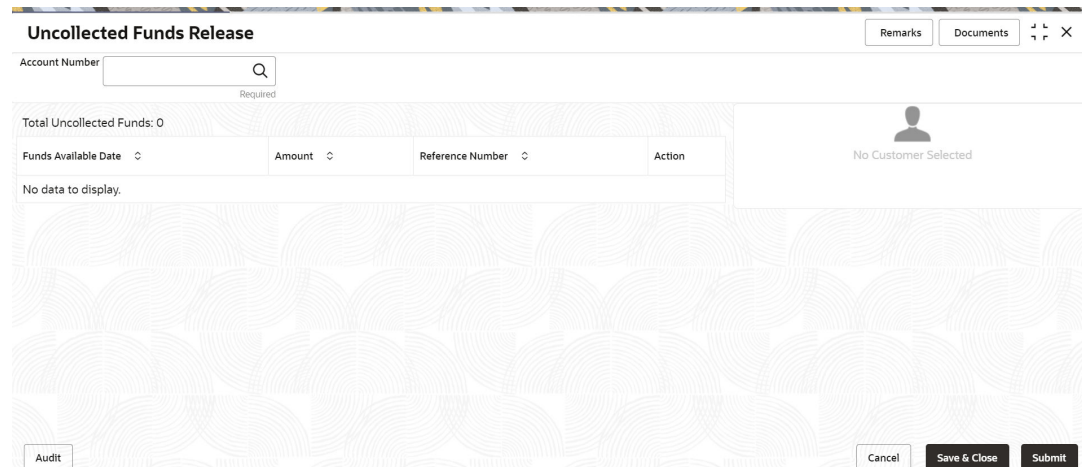 Uncollected Funds Release
Remarks
Documents
Account Number
Required
Total Uncollected Funds: 0
Funds Available Date Amount Reference Number Action
No data to display.
No Customer Selected
Audit
Cancel
Save & Close
Submit